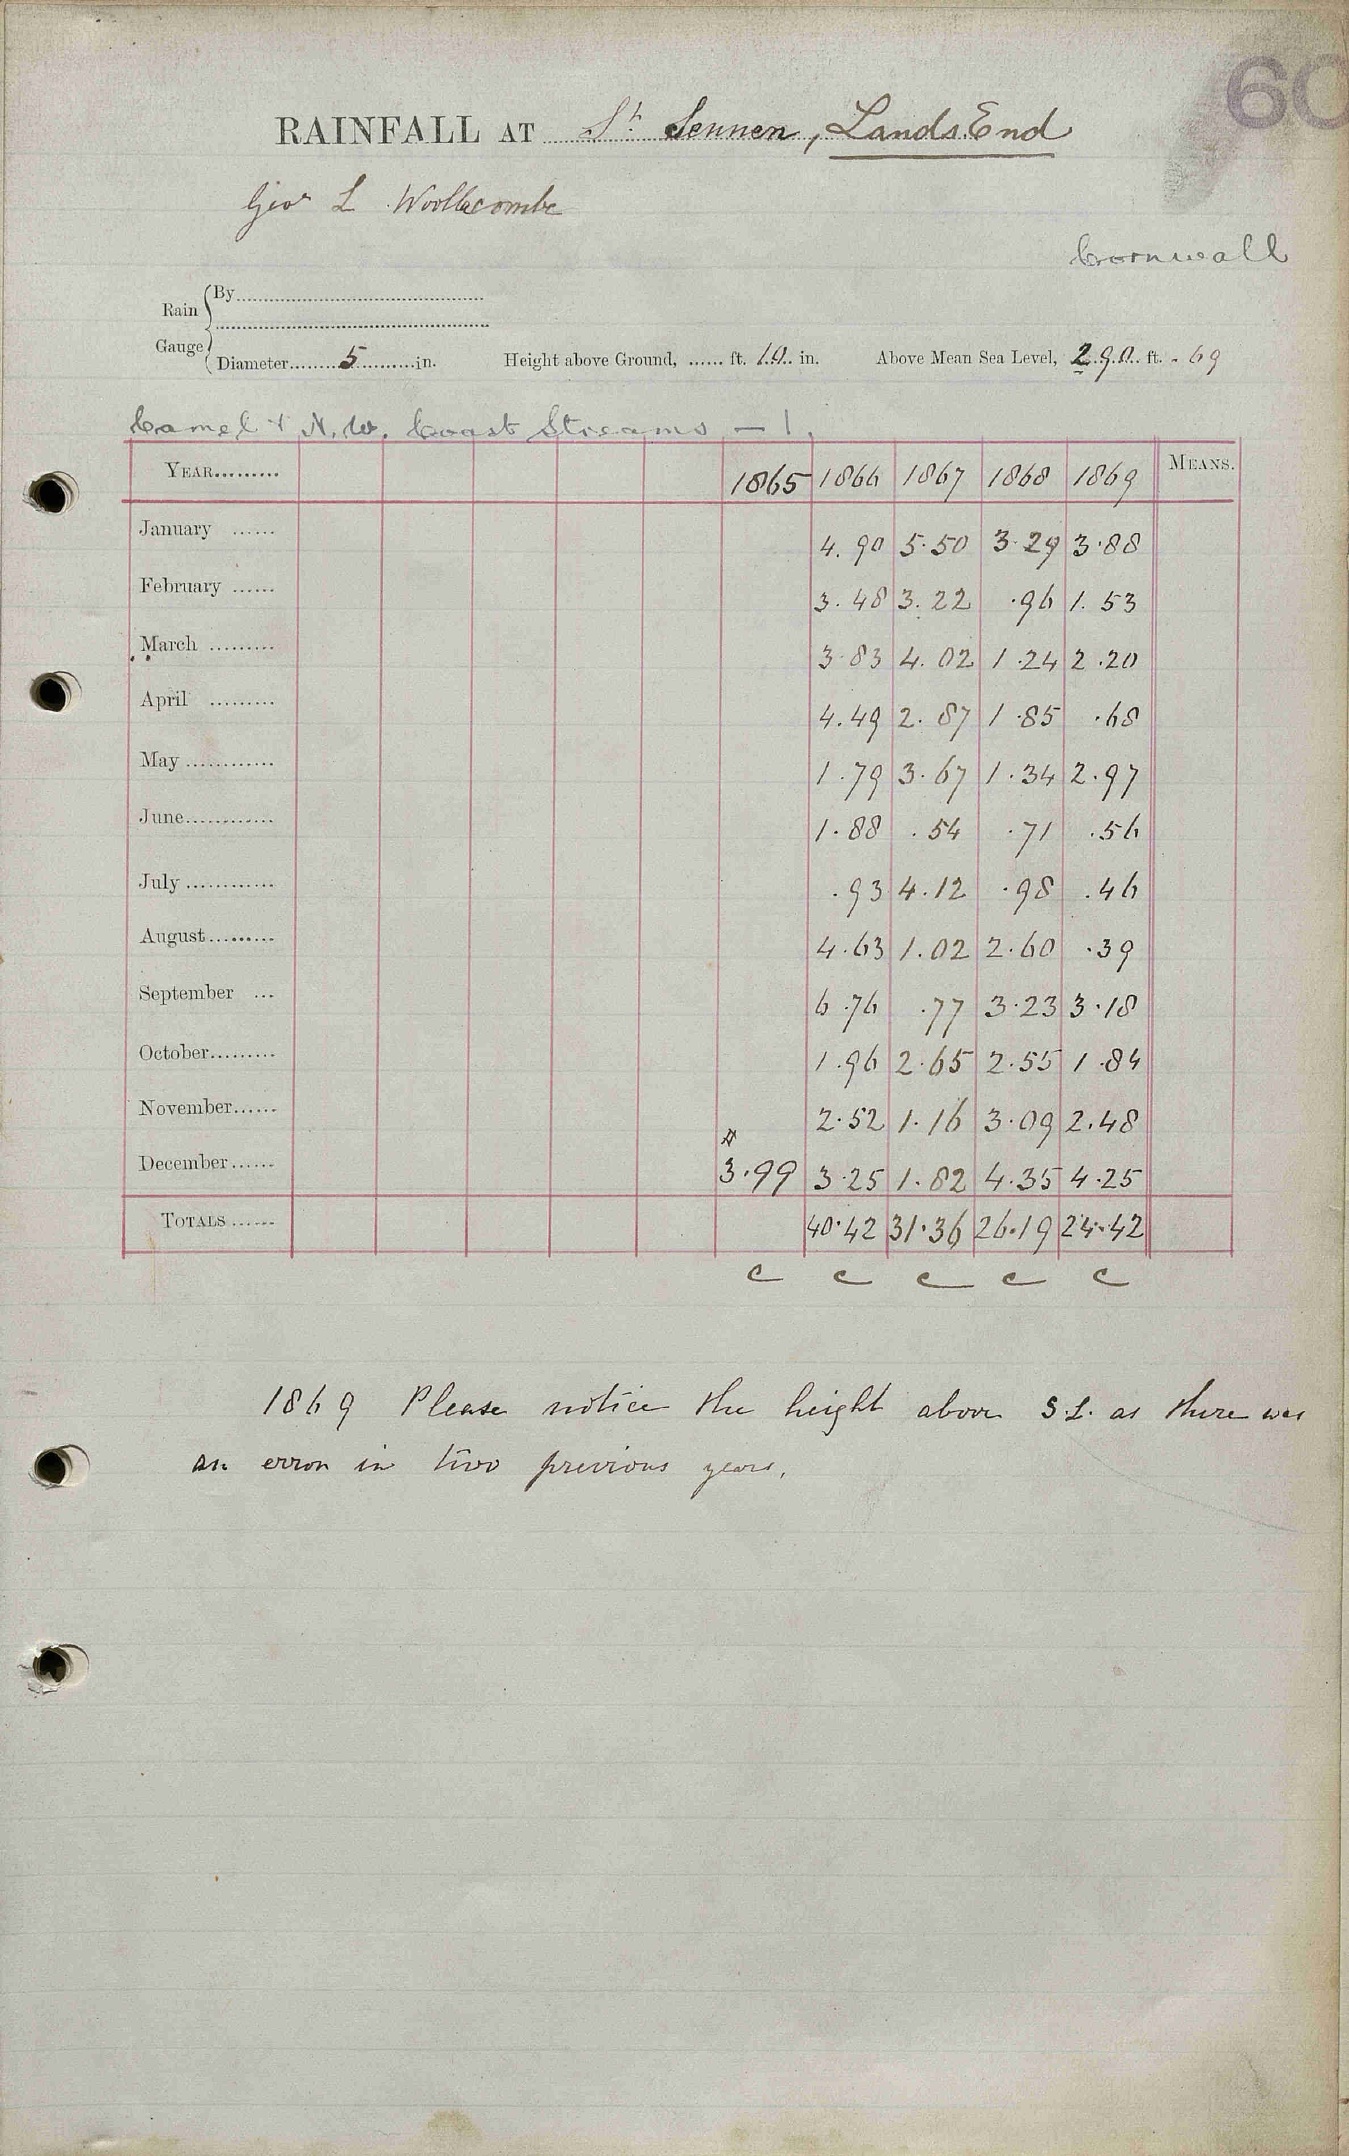 60
RAINFALL AT St. Sennen, Lands End
Geo. L Woollcombe
Cornwall
Rain Gauge { By
Diameter 5 in. Height above Ground, ...... ft. 10 in. Above Mean Sea Level, 290 ft. - 69
Camel & N.W. Coast Streams - 1.
YEAR......... 1865 1866 1867 1868 1869 MEANS.
January ...... 4.90 5.50 3.29 3.88
February ...... 3.48 3.22 .96 1.53
March ......... 3.83 4.02 1.24 2.20
April ......... 4.49 2.87 1.85 .68
May ............ 1.79 3.67 1.34 2.97
June............ 1.88 .54 .71 .56
July ............ .93 4.12 .98 .46
August......... 4.63 1.02 2.60 .39
September ... 6.76 .77 3.23 3.18
October......... 1.96 2.65 2.55 1.84
November...... 2.52 1.16 3.09 2.48
December...... 3.99 3.25 1.82 4.35 4.25
TOTALS ...... 40.42 31.36 26.19 24.42
c c c c c
1869 Please notice the height above S.L. as there was
an error in two previous years.